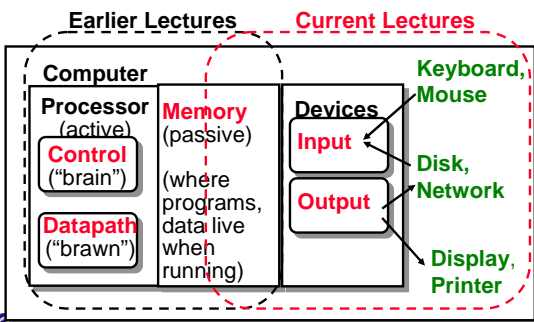 Earlier Lectures
Current Lectures
Computer
Processor
(active)
Control
("brain")
Datapath
("brawn")
Memory
(passive)
(where
programs,
data live
when
running)
Devices
Input
Output
Keyboard,
Mouse
Disk,
Network
Display,
Printer